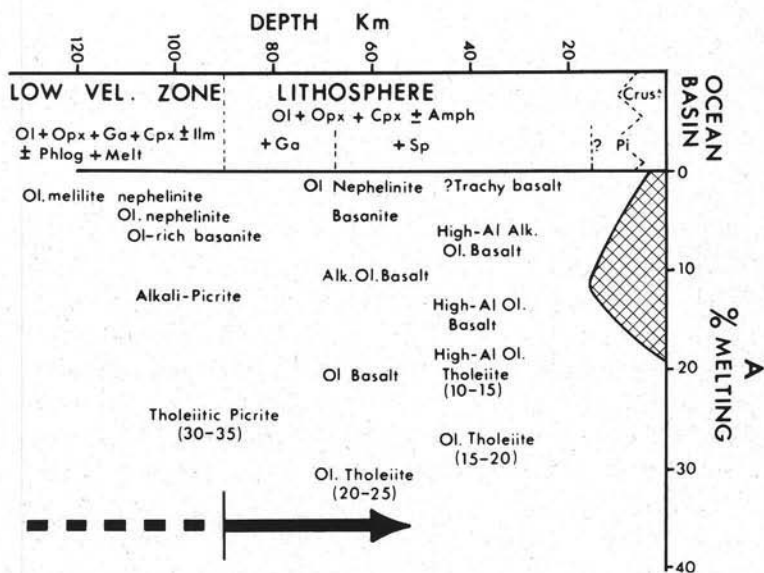 DEPTH Km
120
100
80
60
40
20
OCEAN
BASIN
LOW VEL. ZONE
LITHOSPHERE
Crust
Ol + Opx + Ga + Cpx ± Ilm
± Phlog + Melt
Ol + Opx + Cpx ± Amph
+ Ga
+ Sp
? Pi
0
Ol. melilite nephelinite
Ol. nephelinite
Ol-rich basanite
Ol Nephelinite
Basanite
?Trachy basalt
High-Al Alk.
Ol. Basalt
Alk. Ol. Basalt
10
Alkali-Picrite
High-Al Ol.
Basalt
High-Al Ol.
Tholeiite
(10-15)
Ol Basalt
20
Tholeiitic Picrite
(30-35)
Ol. Tholeiite
(15-20)
Ol. Tholeiite
(20-25)
30
40
% MELTING
A